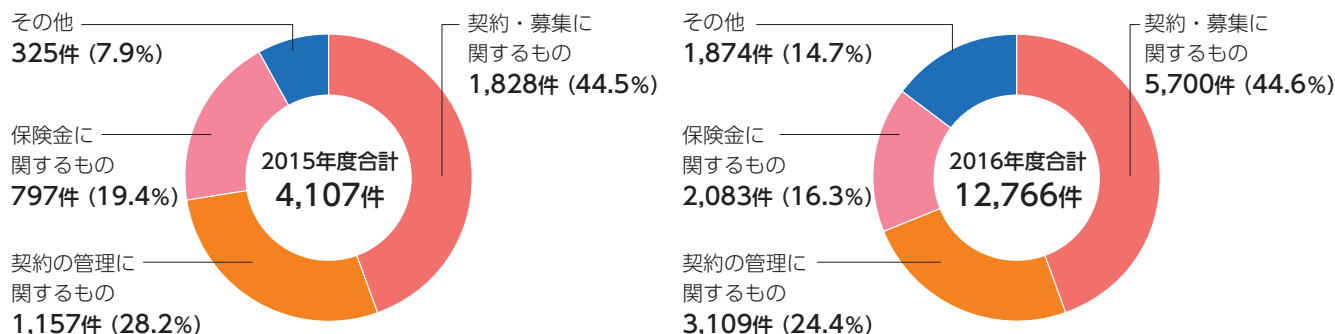 その他
325件 (7.9%)
保険金に
関するもの
797件 (19.4%)
契約の管理に
関するもの
1,157件 (28.2%)
2015年度合計
4,107件
契約・募集に
関するもの
1,828件 (44.5%)
その他
1,874件 (14.7%)
保険金に
関するもの
2,083件 (16.3%)
契約の管理に
関するもの
3,109件 (24.4%)
2016年度合計
12,766件
契約・募集に
関するもの
5,700件 (44.6%)